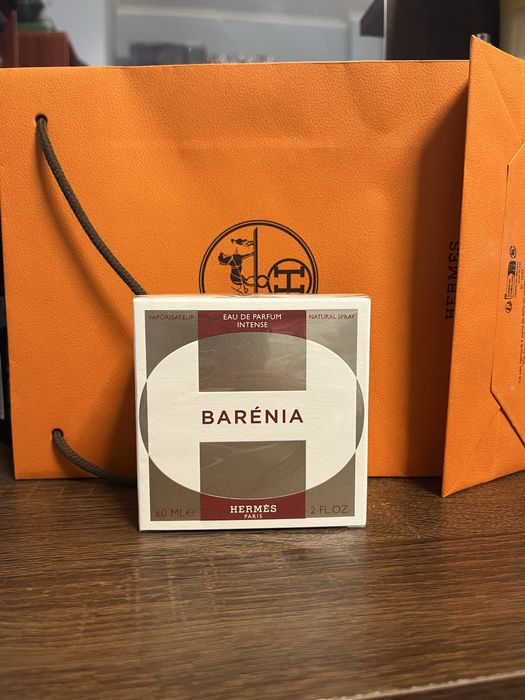 HERMÈS
VAPORISATEUR
EAU DE PARFUM
INTENSE
NATURAL SPRAY
BARÉNIA
60 ML℮
HERMÈS
PARIS
2 FL.OZ.